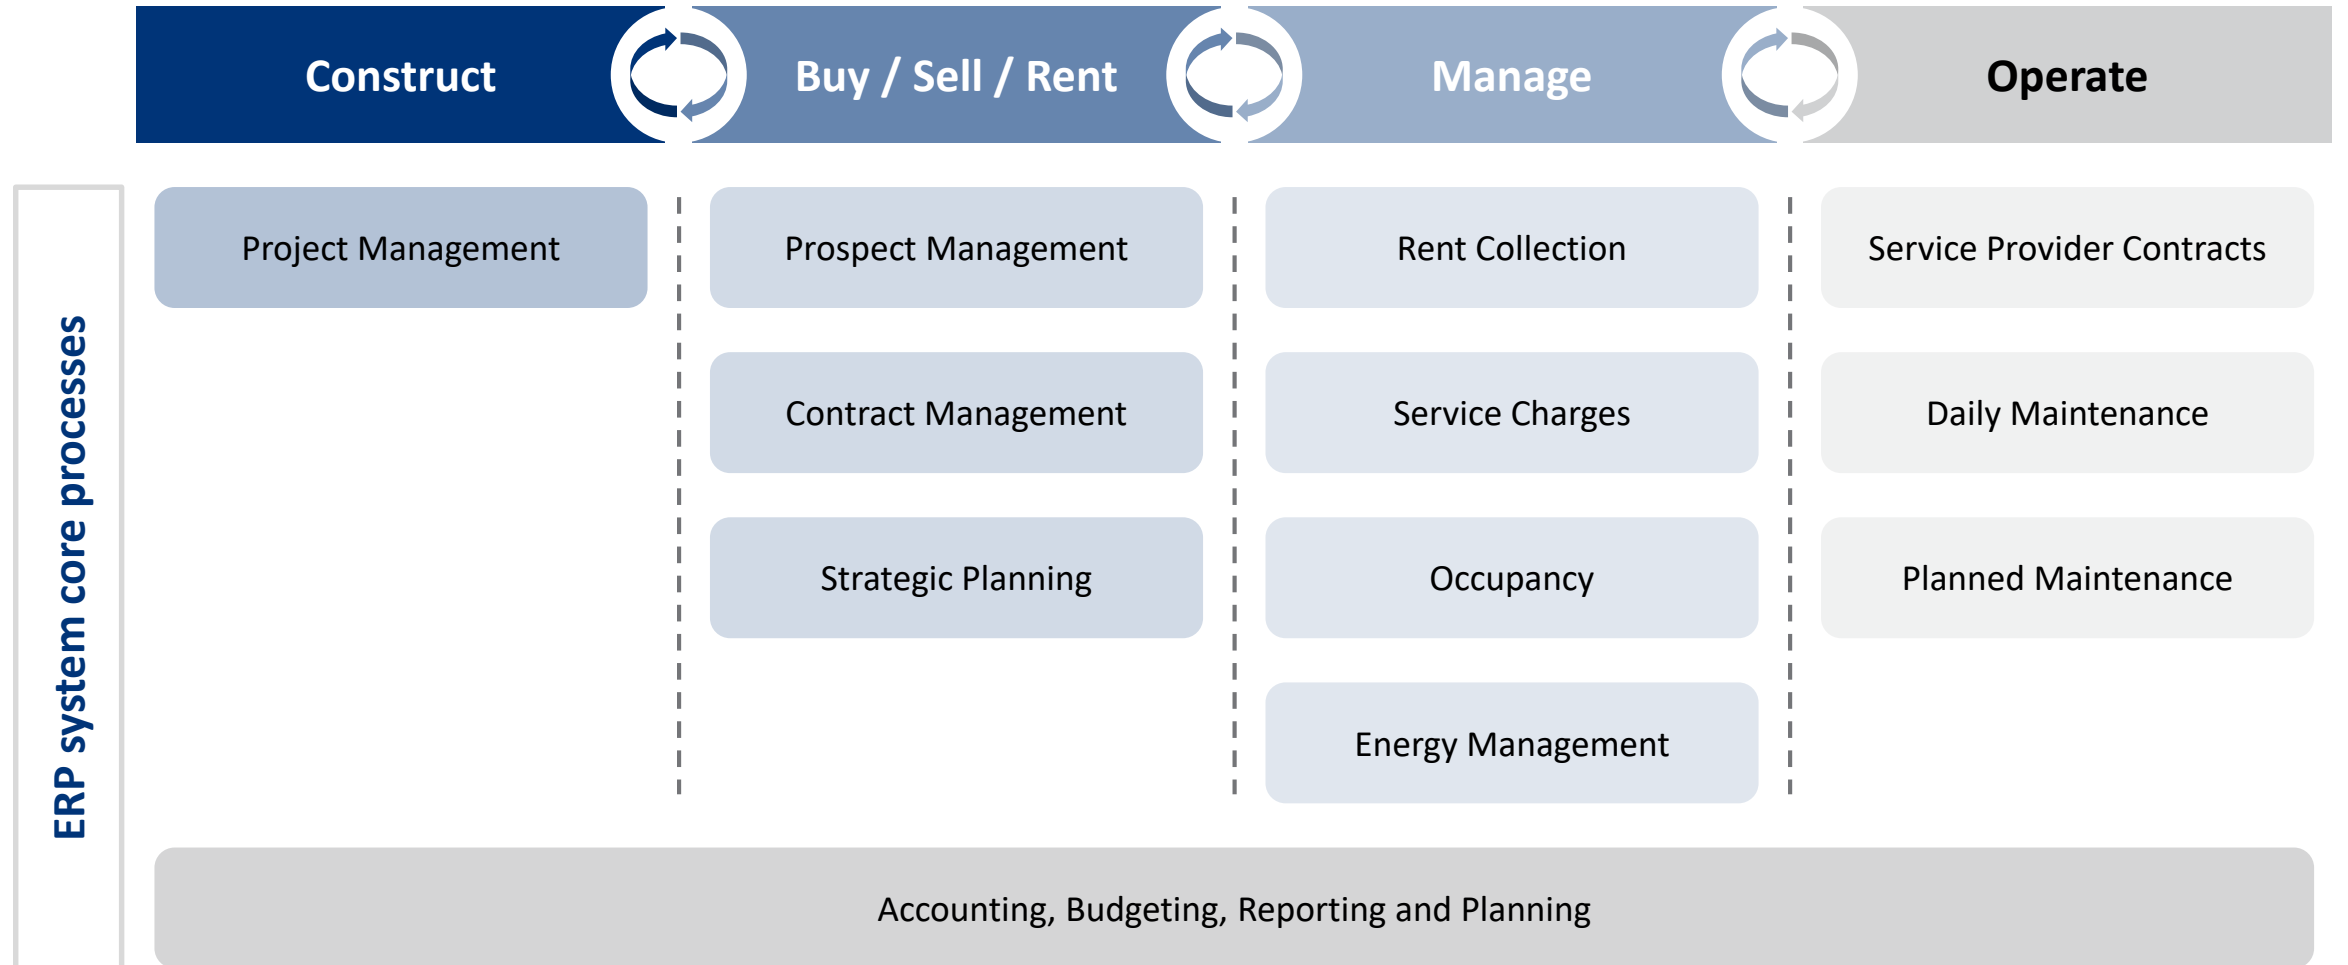 Construct
Buy / Sell / Rent
Manage
Operate
ERP system core processes
Project Management
Prospect Management
Rent Collection
Service Provider Contracts
Contract Management
Service Charges
Daily Maintenance
Strategic Planning
Occupancy
Planned Maintenance
Energy Management
Accounting, Budgeting, Reporting and Planning